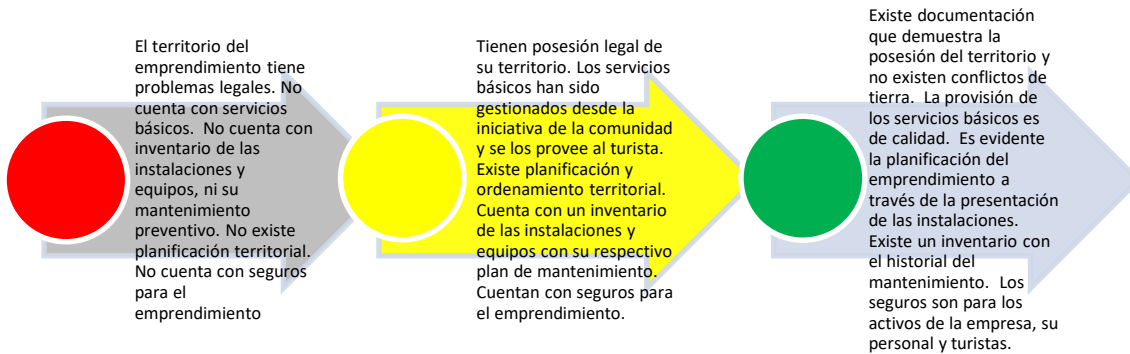 El territorio del
emprendimiento tiene
problemas legales. No
cuenta con servicios
básicos.  No cuenta con
inventario de las
instalaciones y
equipos, ni su
mantenimiento
preventivo. No existe
planificación territorial.
No cuenta con seguros
para el
emprendimiento
Tienen posesión legal de
su territorio. Los servicios
básicos han sido
gestionados desde la
iniciativa de la comunidad
y se los provee al turista.
Existe planificación y
ordenamiento territorial.
Cuenta con un inventario
de las instalaciones y
equipos con su respectivo
plan de mantenimiento.
Cuentan con seguros para
el emprendimiento.
Existe documentación
que demuestra la
posesión del territorio y
no existen conflictos de
tierra.  La provisión de
los servicios básicos es
de calidad.  Es evidente
la planificación del
emprendimiento a
través de la presentación
de las instalaciones.
Existe un inventario con
el historial del
mantenimiento.  Los
seguros son para los
activos de la empresa, su
personal y turistas.